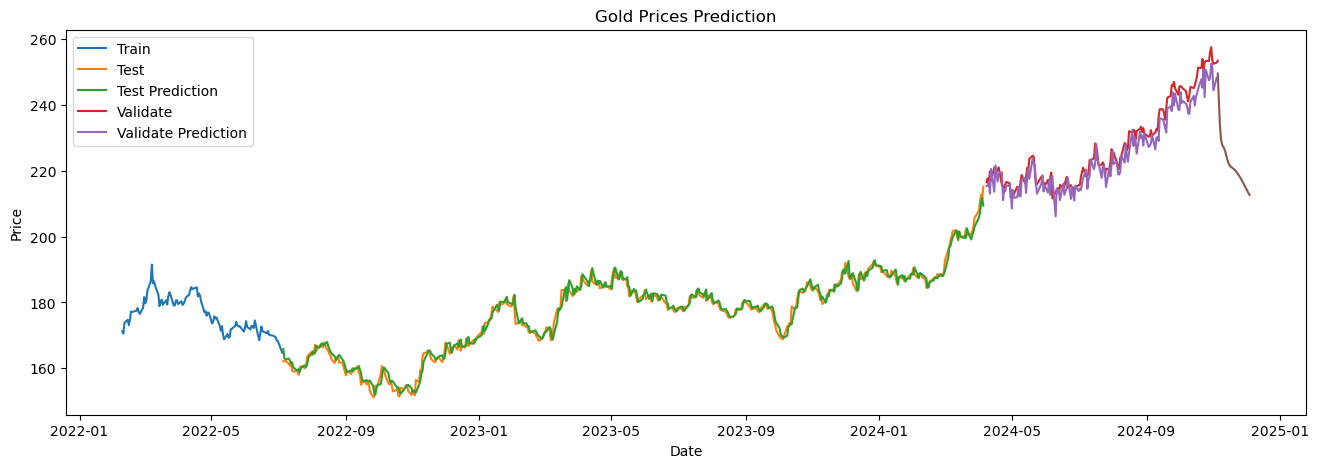 Gold Prices Prediction
Train
Test
Test Prediction
Validate
Validate Prediction
Price
260
240
220
200
180
160
2022-01 2022-05 2022-09 2023-01 2023-05 2023-09 2024-01 2024-05 2024-09 2025-01
Date